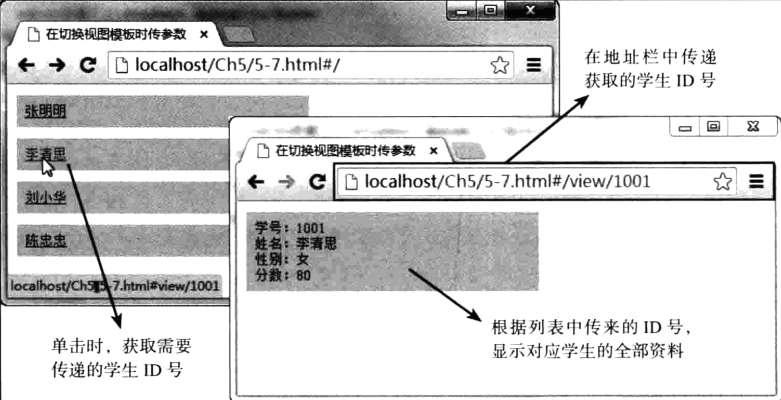 在切换视图模板时传参数
localhost/Ch5/5-7.html#/
张明明
李清思
刘小华
陈忠忠
localhost/Ch5/5-7.html#view/1001
单击时，获取需要
传递的学生 ID 号
在地址栏中传递
获取的学生 ID 号
在切换视图模板时传参数
localhost/Ch5/5-7.html#/view/1001
学号：1001
姓名：李清思
性别：女
分数：80
根据列表中传来的 ID 号，
显示对应学生的全部资料